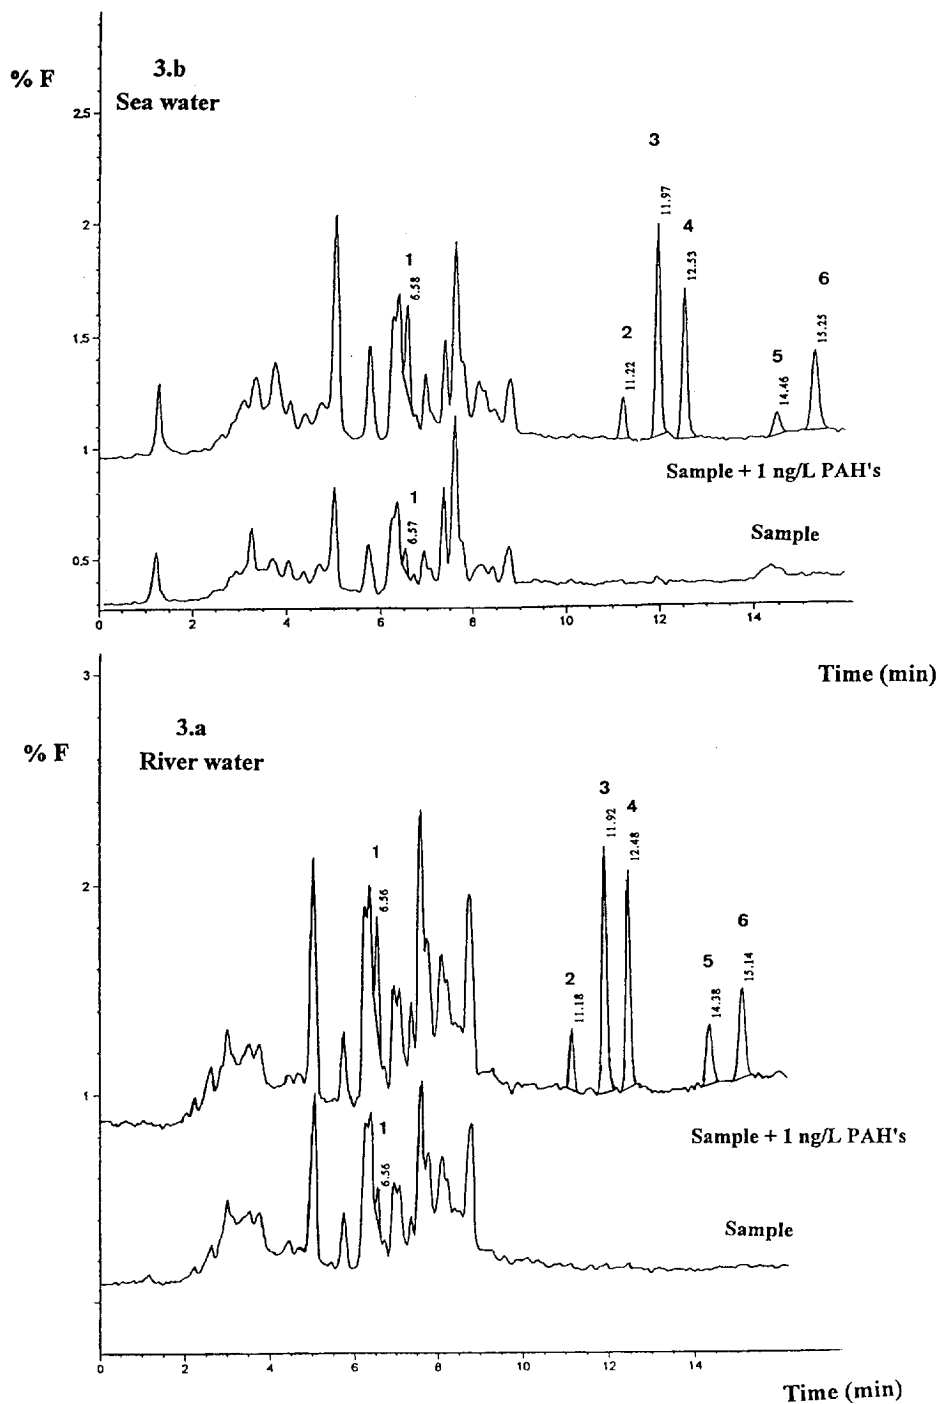 3.b
% F
Sea water
2.5
2
1.5
1
0.5
3
11.97
4
12.53
1
6.58
6
15.25
2
11.22
5
14.46
Sample + 1 ng/L PAH's
1
6.57
Sample
0 2 4 6 8 10 12 14
Time (min)
3
3.a
% F
River water
2
1
3
11.92
4
12.48
1
6.56
6
15.14
5
14.38
2
11.18
Sample + 1 ng/L PAH's
1
6.56
Sample
0 2 4 6 8 10 12 14
Time (min)